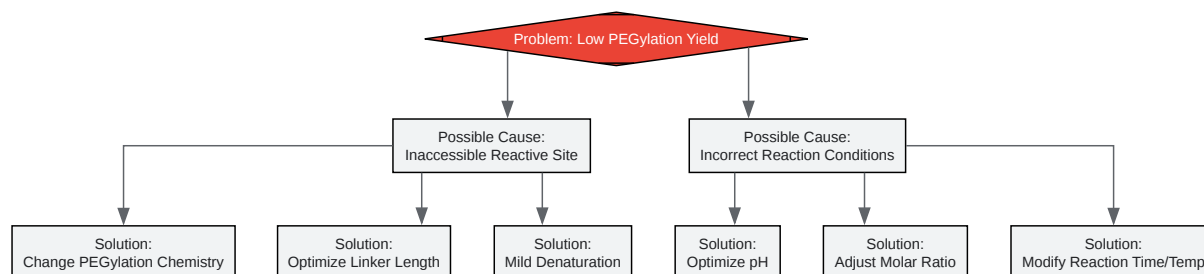 Problem: Low PEGylation Yield
Possible Cause:
Inaccessible Reactive Site
Possible Cause:
Incorrect Reaction Conditions
Solution:
Change PEGylation Chemistry
Solution:
Optimize Linker Length
Solution:
Mild Denaturation
Solution:
Optimize pH
Solution:
Adjust Molar Ratio
Solution:
Modify Reaction Time/Temp